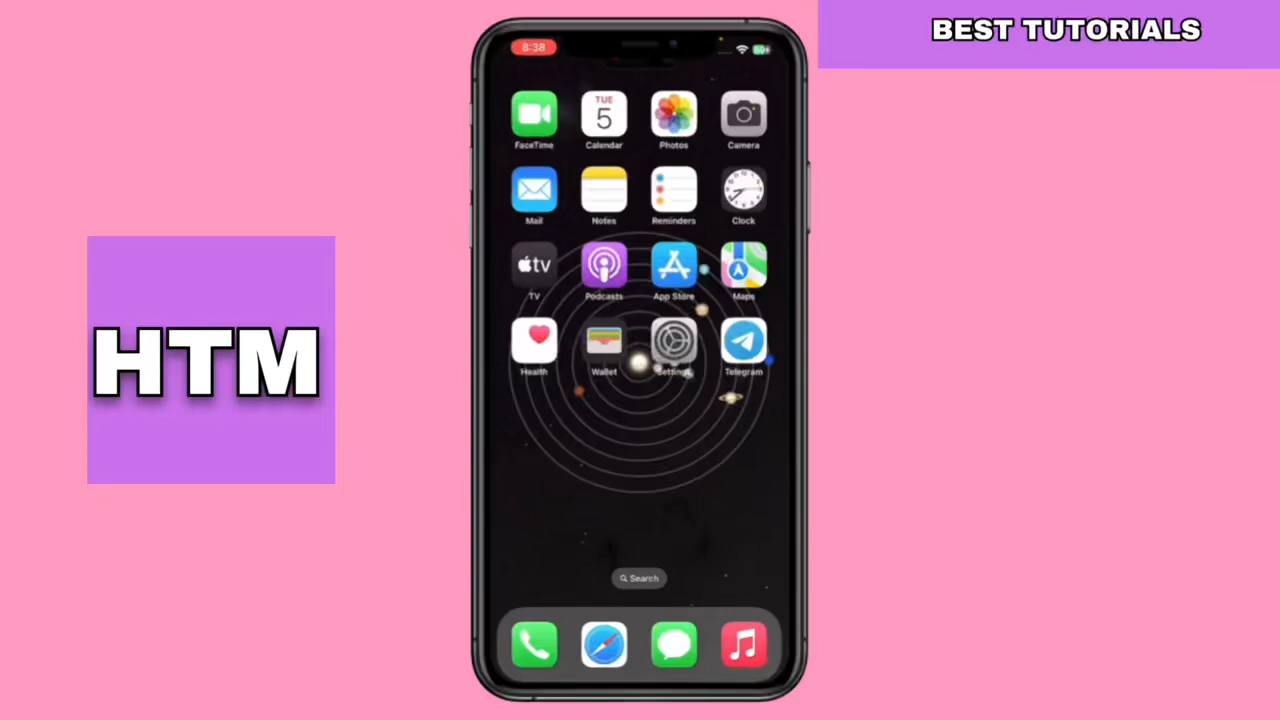 BEST TUTORIALS
8:38
TUE
5
FaceTime
Calendar
Photos
Camera
Mail
Notes
Reminders
Clock
tv
TV
Podcasts
App Store
Maps
Health
Wallet
Settings
Telegram
HTM
Search